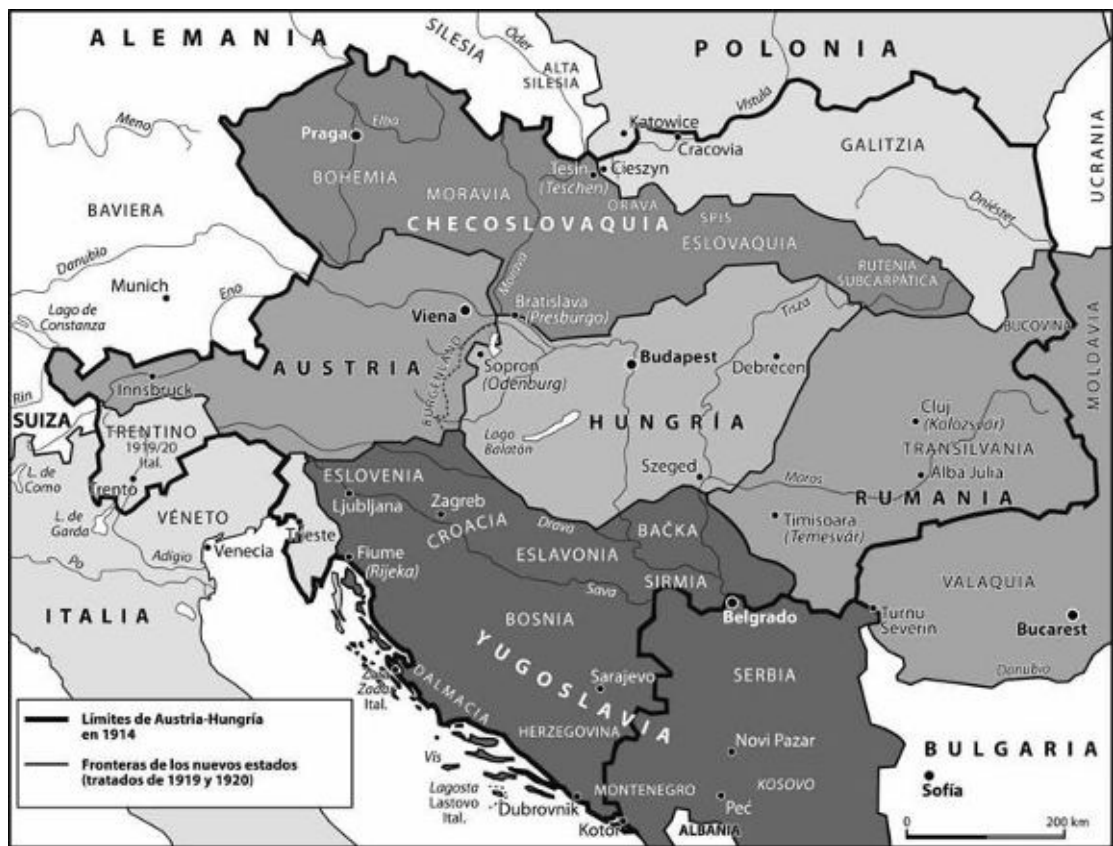 ALEMANIA
SILESIA
Oder
ALTA
SILESIA
POLONIA
Vístula
Katowice
Cracovia
GALITZIA
UCRANIA
Meno
Praga
Elba
BOHEMIA
MORAVIA
Tesín
(Teschen)
Cieszyn
ORAVA
SPIS
CHECOSLOVAQUIA
ESLOVAQUIA
Dniéster
BAVIERA
Danubio
Munich
Eno
Lago de
Constanza
Viena
Morava
Bratislava
(Presburgo)
RUTENIA
SUBCARPÁTICA
BUCOVINA
MOLDAVIA
Tisza
AUSTRIA
BURGENLAND
Sopron
(Odenburg)
Budapest
Debrecen
Innsbruck
Rin
SUIZA
TRENTINO
1919/20
Ital.
HUNGRÍA
Lago
Balatón
Cluj
(Kolozsvár)
TRANSILVANIA
Alba Julia
L. de
Como
Trento
L. de
Garda
VÉNETO
ESLOVENIA
Ljubljana
Zagreb
CROACIA
Szeged
Maros
RUMANIA
Adigio
Venecia
Trieste
Drava
BAČKA
Timisoara
(Temesvár)
Po
Fiume
(Rijeka)
ESLAVONIA
Sava
SIRMIA
VALAQUIA
ITALIA
BOSNIA
Belgrado
Turnu
Severin
Bucarest
YUGOSLAVIA
Danubio
Zara
Ital.
DALMACIA
Sarajevo
SERBIA
HERZEGOVINA
Límites de Austria-Hungría
en 1914
Fronteras de los nuevos estados
(tratados de 1919 y 1920)
Vis
Novi Pazar
BULGARIA
Sofía
Lagosta
Lastovo
Ital.
Dubrovnik
MONTENEGRO
KOSOVO
Peć
Kotor
ALBANIA
0
200 km